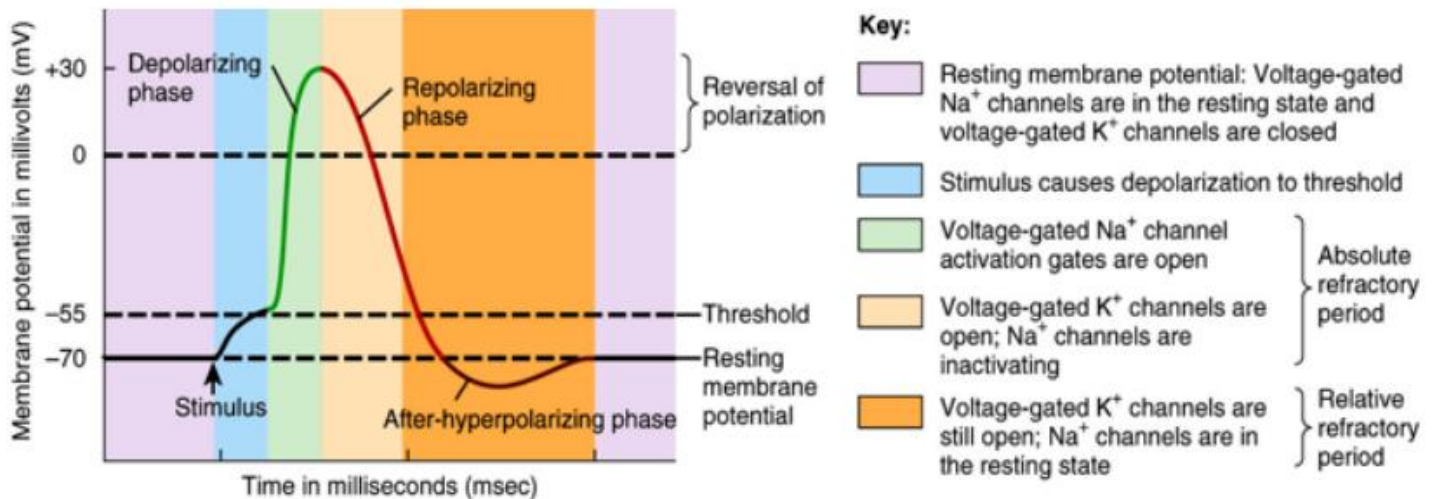 Membrane potential in millivolts (mV)
+30
0
–55
–70
Depolarizing
phase
Repolarizing
phase
Reversal of
polarization
Threshold
Resting
membrane
potential
Stimulus
After-hyperpolarizing phase
Time in milliseconds (msec)
Key:
Resting membrane potential: Voltage-gated
Na⁺ channels are in the resting state and
voltage-gated K⁺ channels are closed
Stimulus causes depolarization to threshold
Voltage-gated Na⁺ channel
activation gates are open
Voltage-gated K⁺ channels are
open; Na⁺ channels are
inactivating
Absolute
refractory
period
Voltage-gated K⁺ channels are
still open; Na⁺ channels are in
the resting state
Relative
refractory
period